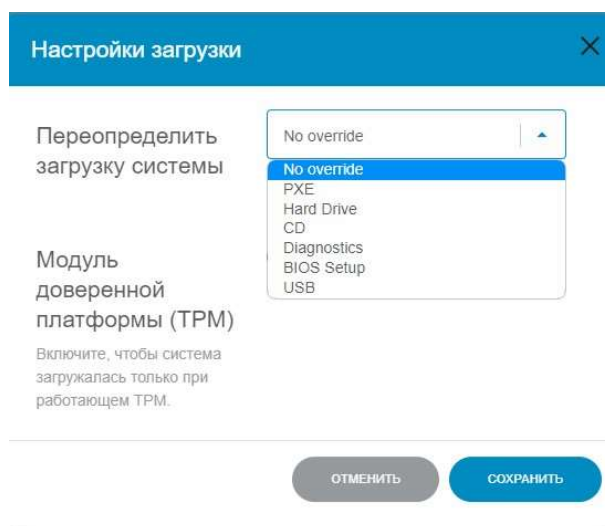 Настройки загрузки
Переопределить
загрузку системы
No override
No override
PXE
Hard Drive
CD
Diagnostics
BIOS Setup
USB
Модуль
доверенной
платформы (TPM)
Включите, чтобы система
загружалась только при
работающем ТРМ.
ОТМЕНИТЬ
СОХРАНИТЬ